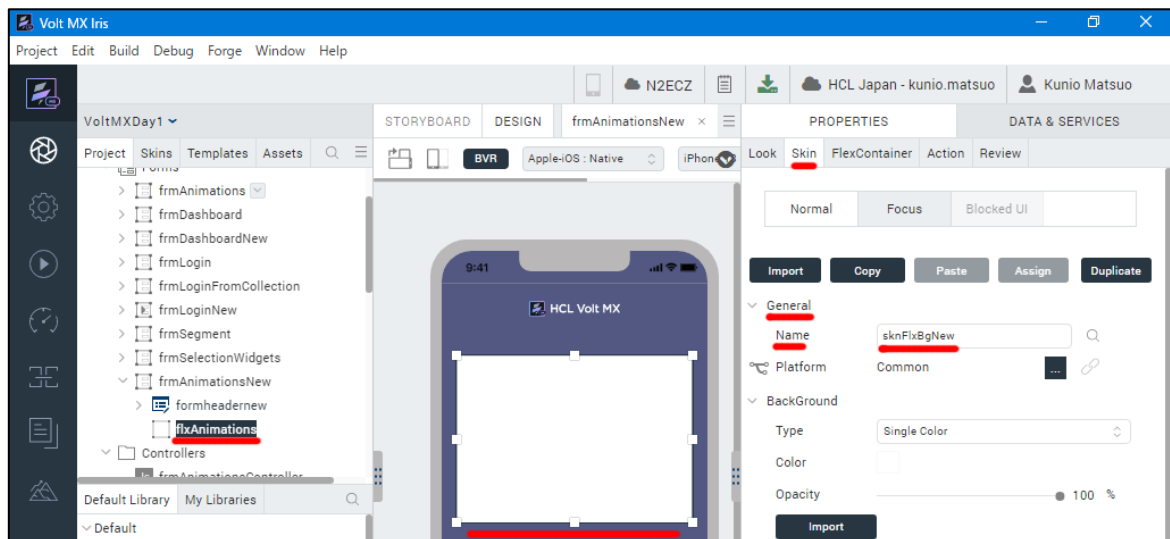 Volt MX Iris
Project Edit Build Debug Forge Window Help
N2ECZ HCL Japan - kunio.matsuo Kunio Matsuo
VoltMXDay1
STORYBOARD DESIGN frmAnimationsNew ×
PROPERTIES DATA & SERVICES
Project Skins Templates Assets
BVR Apple-iOS : Native iPhon
Look Skin FlexContainer Action Review
Forms
frmAnimations
frmDashboard
frmDashboardNew
frmLogin
frmLoginFromCollection
frmLoginNew
frmSegment
frmSelectionWidgets
frmAnimationsNew
formheadernew
flxAnimations
Controllers
frmAnimationsController
Default Library My Libraries
Default
9:41
HCL Volt MX
Normal Focus Blocked UI
Import Copy Paste Assign Duplicate
General
Name sknFlxBgNew
Platform Common ...
BackGround
Type Single Color
Color
Opacity 100 %
Import